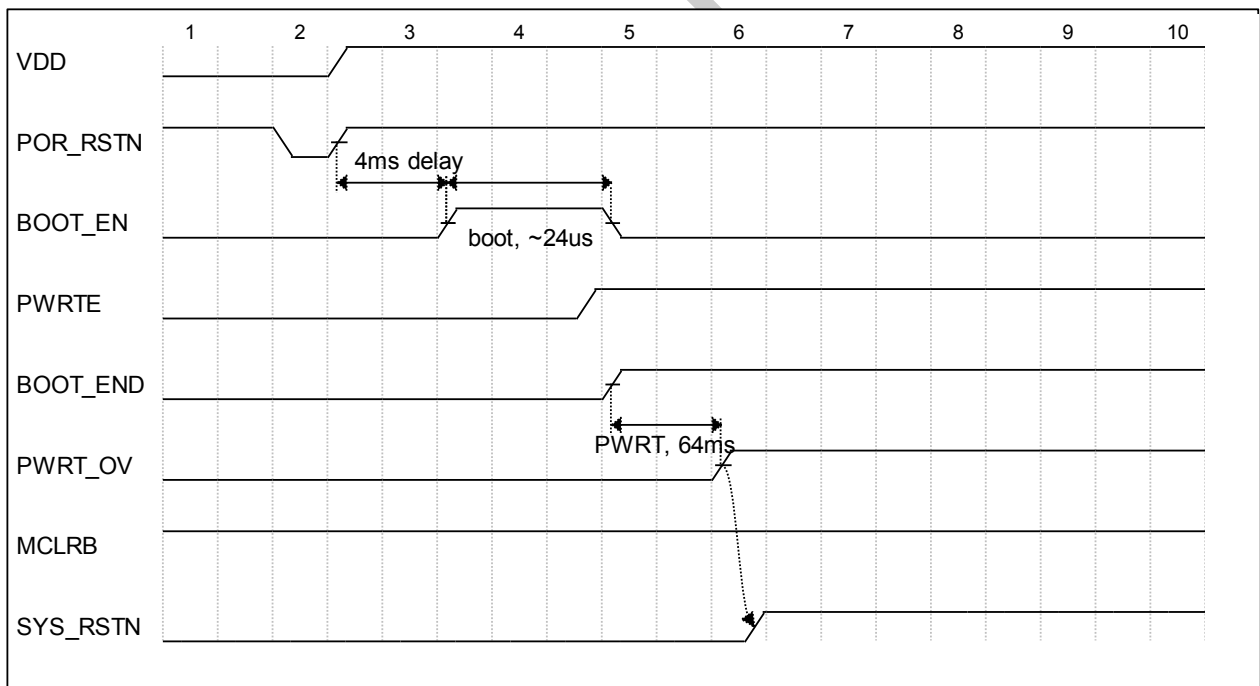 1 2 3 4 5 6 7 8 9 10
VDD
POR_RSTN
4ms delay
BOOT_EN
boot, ~24us
PWRTE
BOOT_END
PWRT, 64ms
PWRT_OV
MCLRB
SYS_RSTN